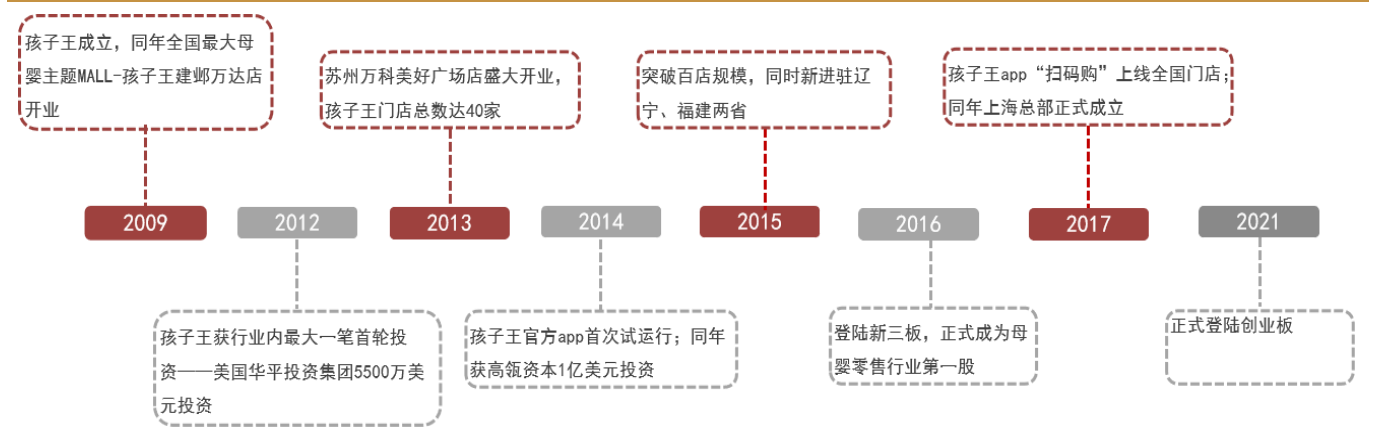 孩子王成立，同年全国最大母
婴主题MALL-孩子王建邺万达店
开业
苏州万科美好广场店盛大开业，
孩子王门店总数达40家
突破百店规模，同时新进驻辽
宁、福建两省
孩子王app“扫码购”上线全国门店；
同年上海总部正式成立
2009
2012
2013
2014
2015
2016
2017
2021
孩子王获行业内最大一笔首轮投
资——美国华平投资集团5500万美
元投资
孩子王官方app首次试运行；同年
获高瓴资本1亿美元投资
登陆新三板，正式成为母
婴零售行业第一股
正式登陆创业板